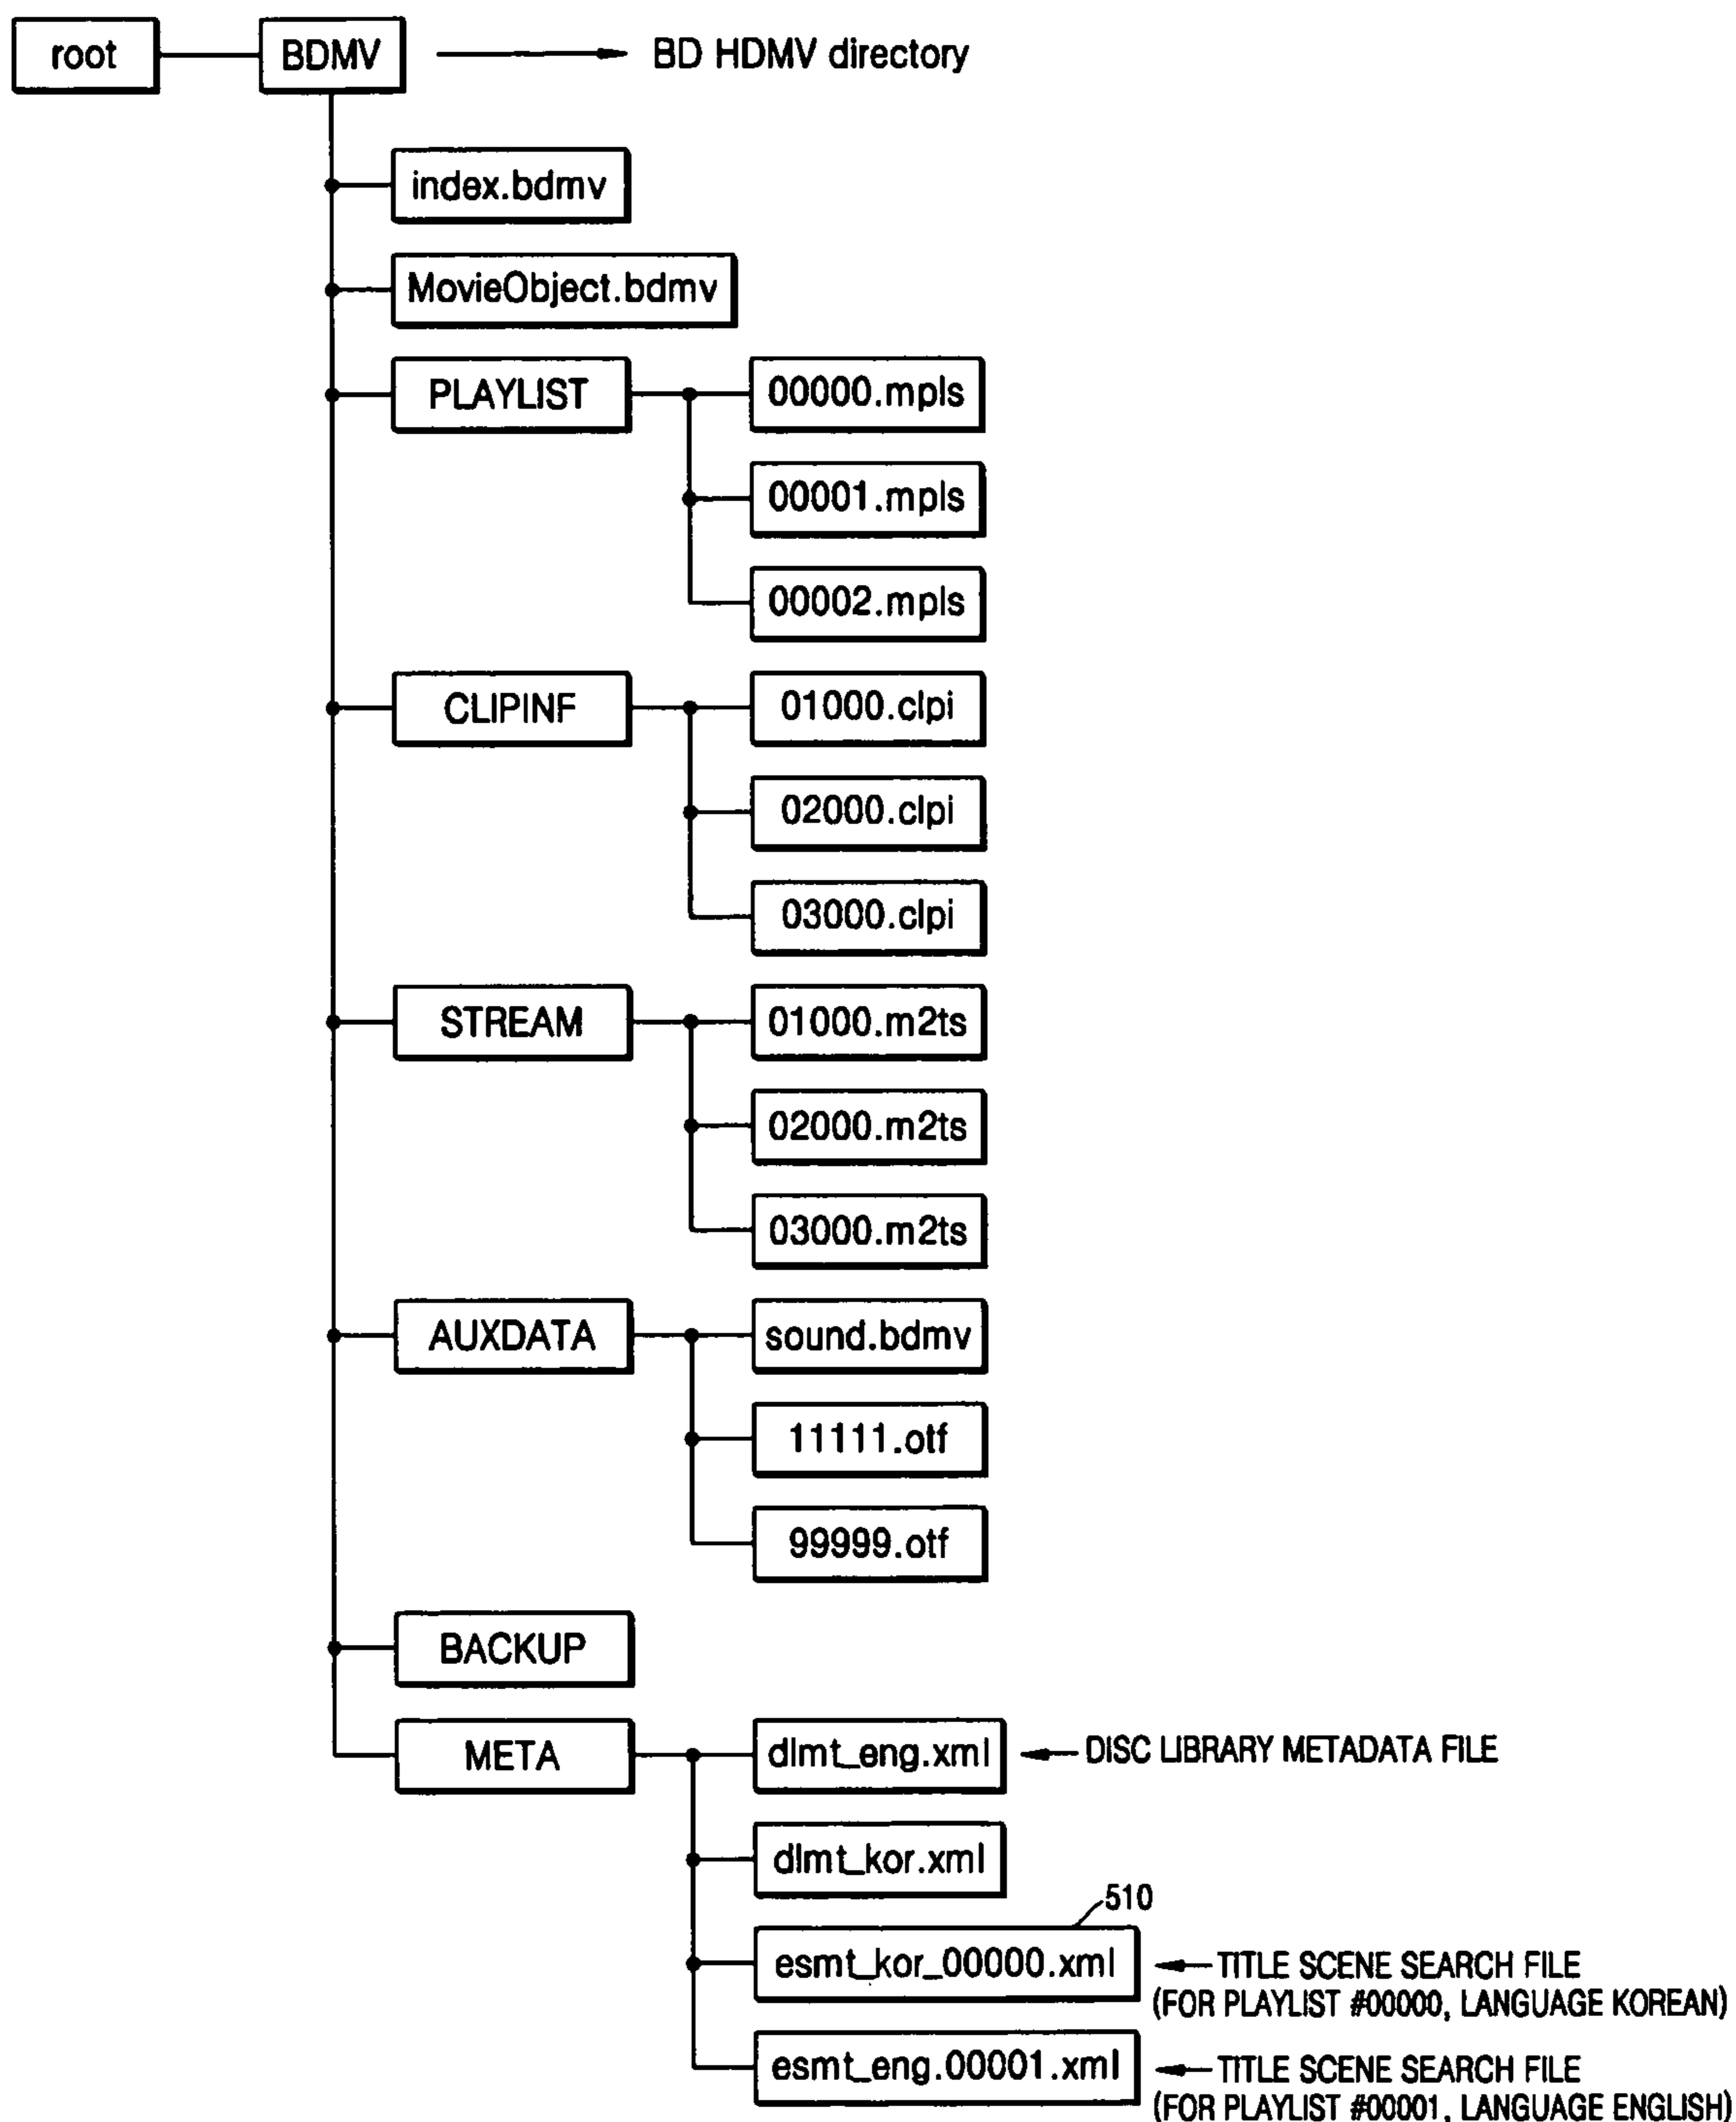 root
BDMV
BD HDMV directory
index.bdmv
MovieObject.bdmv
PLAYLIST
00000.mpls
00001.mpls
00002.mpls
CLIPINF
01000.clpi
02000.clpi
03000.clpi
STREAM
01000.m2ts
02000.m2ts
03000.m2ts
AUXDATA
sound.bdmv
11111.otf
99999.otf
BACKUP
META
dlmt_eng.xml
DISC LIBRARY METADATA FILE
dlmt_kor.xml
510
esmt_kor_00000.xml
TITLE SCENE SEARCH FILE
(FOR PLAYLIST #00000, LANGUAGE KOREAN)
esmt_eng.00001.xml
TITLE SCENE SEARCH FILE
(FOR PLAYLIST #00001, LANGUAGE ENGLISH)